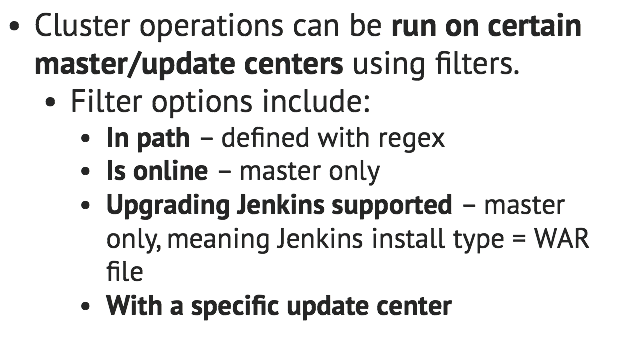 • Cluster operations can be run on certain
master/update centers using filters.
• Filter options include:
• In path – defined with regex
• Is online – master only
• Upgrading Jenkins supported – master
only, meaning Jenkins install type = WAR
file
• With a specific update center